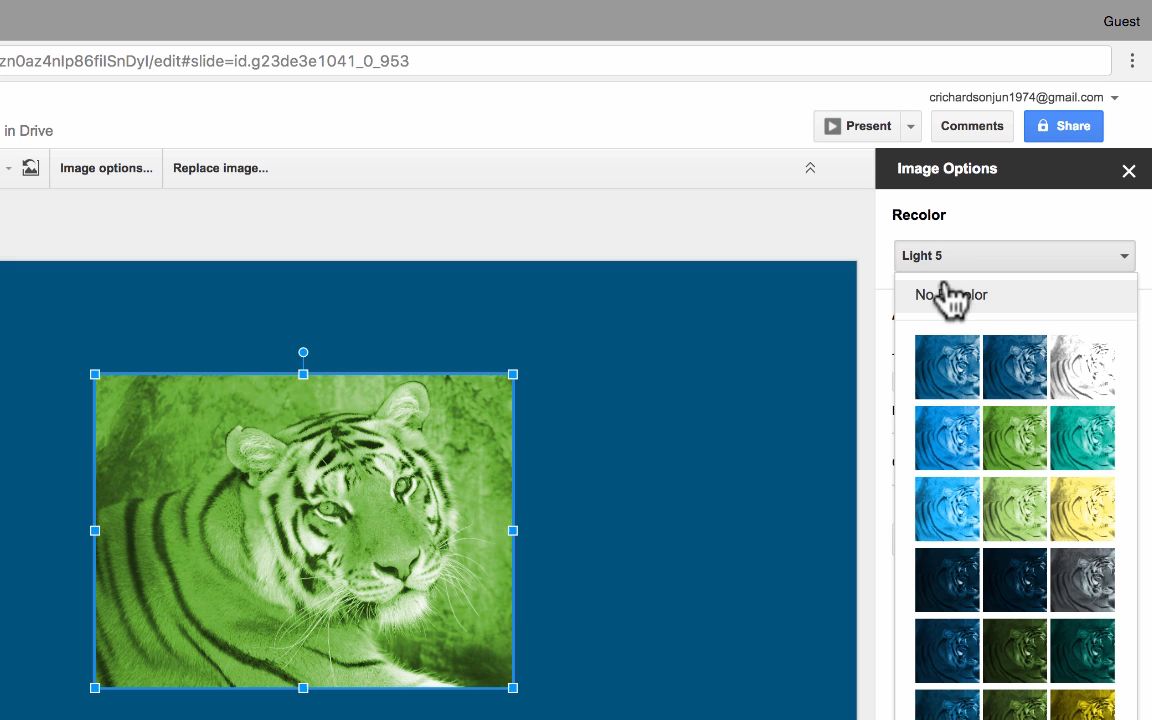 Guest
zn0az4nlp86filSnDyI/edit#slide=id.g23de3e1041_0_953
crichardsonjun1974@gmail.com
in Drive
Present
Comments
Share
Image options...
Replace image...
Image Options
Recolor
Light 5